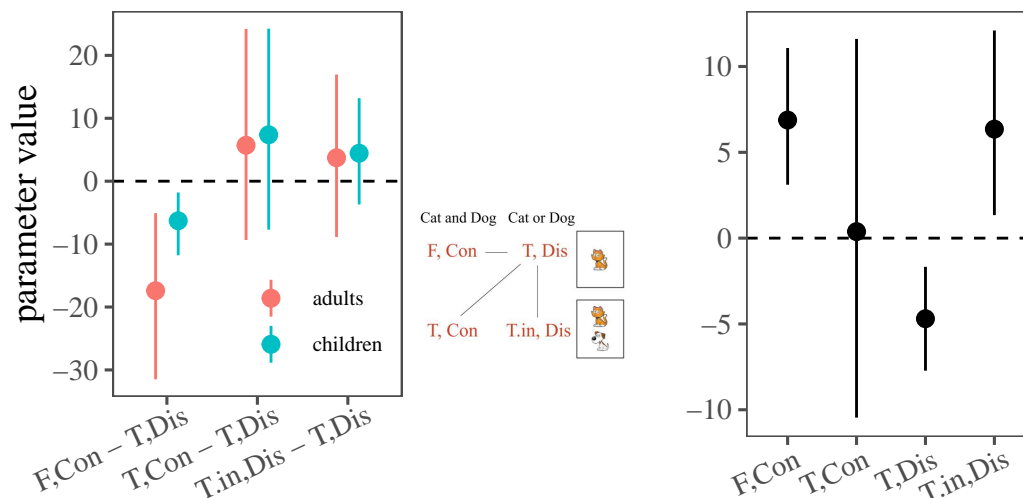 parameter value
20
10
0
−10
−20
−30
adults
children
F,Con − T,Dis
T,Con − T,Dis
T.in,Dis − T,Dis
Cat and Dog Cat or Dog
F, Con T, Dis
T, Con T.in, Dis
10
5
0
−5
−10
F,Con
T,Con
T,Dis
T.in,Dis